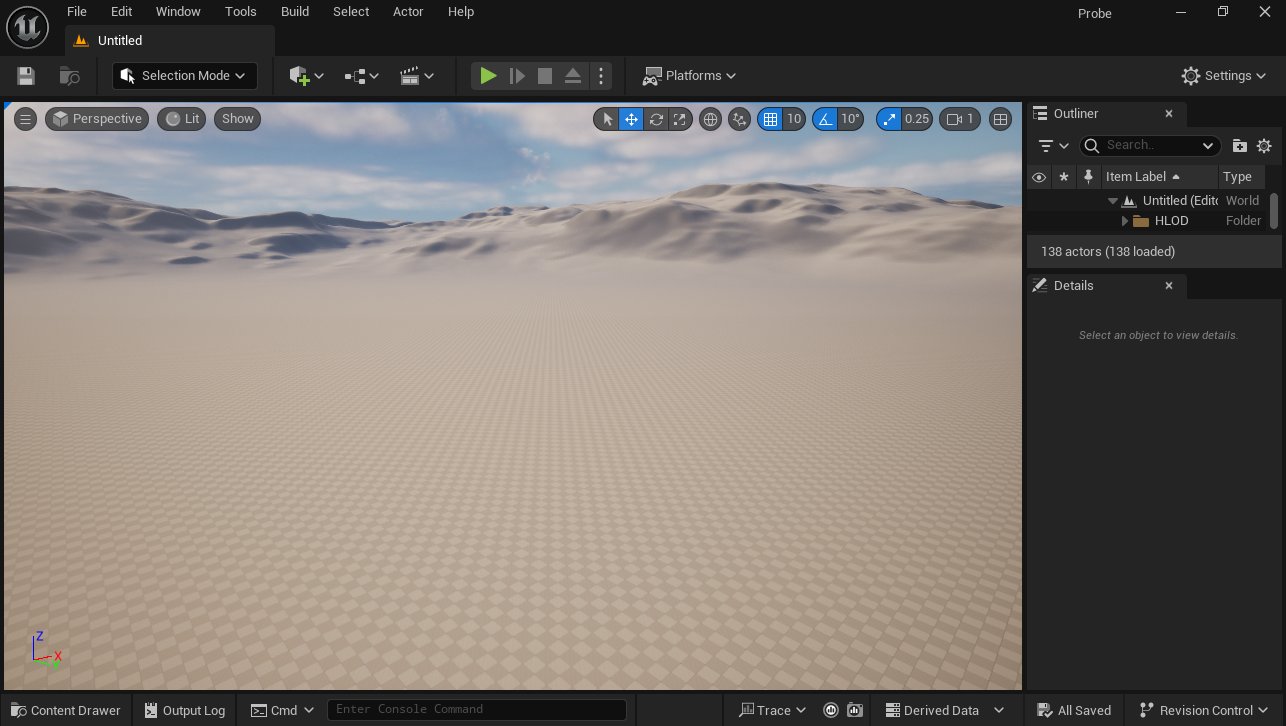 File Edit Window Tools Build Select Actor Help Probe
Untitled
Selection Mode Platforms Settings
Perspective Lit Show 10 10° 0.25 1
Outliner
Search..
Item Label Type
Untitled (Edit World
HLOD Folder
138 actors (138 loaded)
Details
Select an object to view details.
Z
X
Y
Content Drawer Output Log Cmd Enter Console Command Trace Derived Data All Saved Revision Control